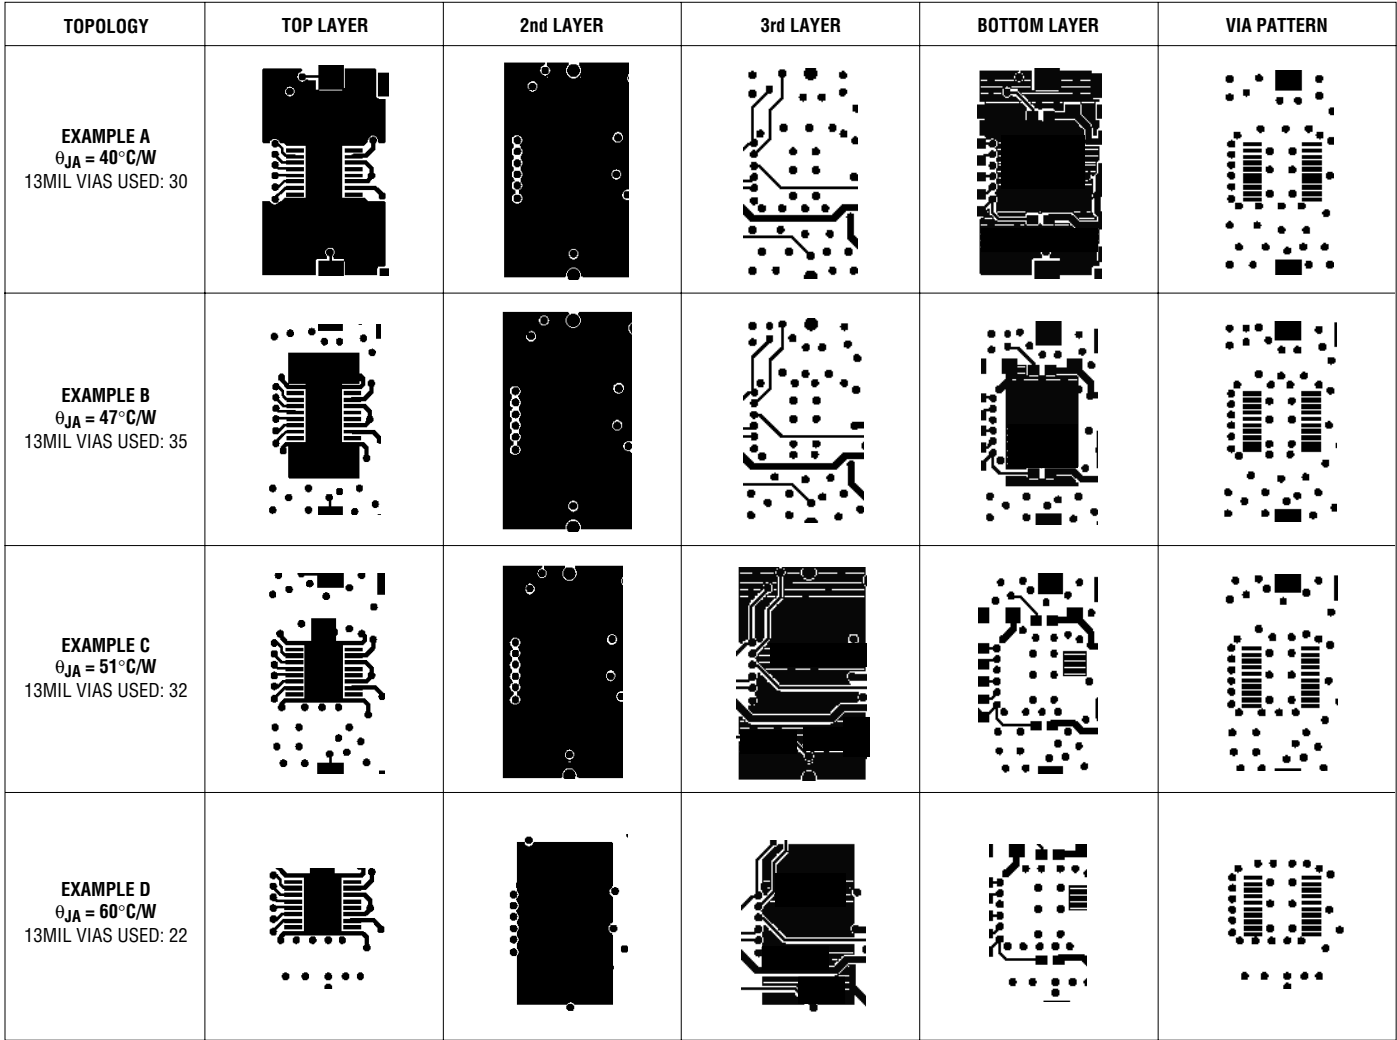 TOPOLOGY
TOP LAYER
2nd LAYER
3rd LAYER
BOTTOM LAYER
VIA PATTERN
EXAMPLE A
θJA = 40°C/W
13MIL VIAS USED: 30
EXAMPLE B
θJA = 47°C/W
13MIL VIAS USED: 35
EXAMPLE C
θJA = 51°C/W
13MIL VIAS USED: 32
EXAMPLE D
θJA = 60°C/W
13MIL VIAS USED: 22